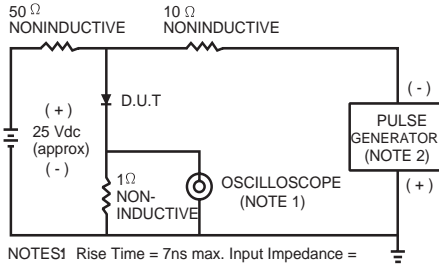 50 Ω
NONINDUCTIVE
10 Ω
NONINDUCTIVE
(+)
25 Vdc
(approx)
(-)
D.U.T
1Ω
NON-
INDUCTIVE
OSCILLOSCOPE
(NOTE 1)
(-)
PULSE
GENERATOR
(NOTE 2)
(+)
NOTES1 Rise Time = 7ns max. Input Impedance =